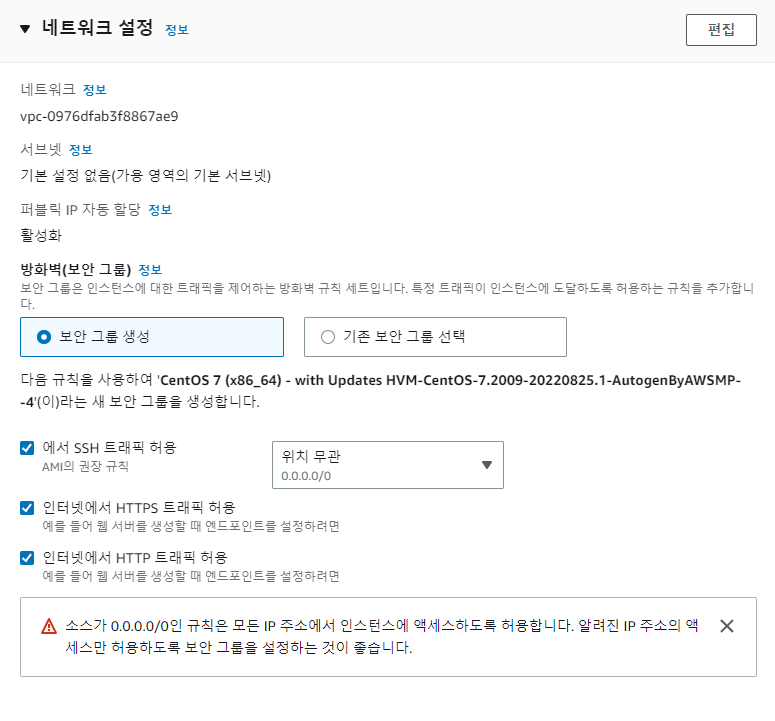 네트워크 설정 정보 편집
네트워크 정보
vpc-0976dfab3f8867ae9
서브넷 정보
기본 설정 없음(가용 영역의 기본 서브넷)
퍼블릭 IP 자동 할당 정보
활성화
방화벽(보안 그룹) 정보
보안 그룹은 인스턴스에 대한 트래픽을 제어하는 방화벽 규칙 세트입니다. 특정 트래픽이 인스턴스에 도달하도록 허용하는 규칙을 추가합니
다.
보안 그룹 생성 기존 보안 그룹 선택
다음 규칙을 사용하여 'CentOS 7 (x86_64) - with Updates HVM-CentOS-7.2009-20220825.1-AutogenByAWSMP-
-4'(이)라는 새 보안 그룹을 생성합니다.
에서 SSH 트래픽 허용
AMI의 권장 규칙
위치 무관
0.0.0.0/0
인터넷에서 HTTPS 트래픽 허용
예를 들어 웹 서버를 생성할 때 엔드포인트를 설정하려면
인터넷에서 HTTP 트래픽 허용
예를 들어 웹 서버를 생성할 때 엔드포인트를 설정하려면
소스가 0.0.0.0/0인 규칙은 모든 IP 주소에서 인스턴스에 액세스하도록 허용합니다. 알려진 IP 주소의 액
세스만 허용하도록 보안 그룹을 설정하는 것이 좋습니다.